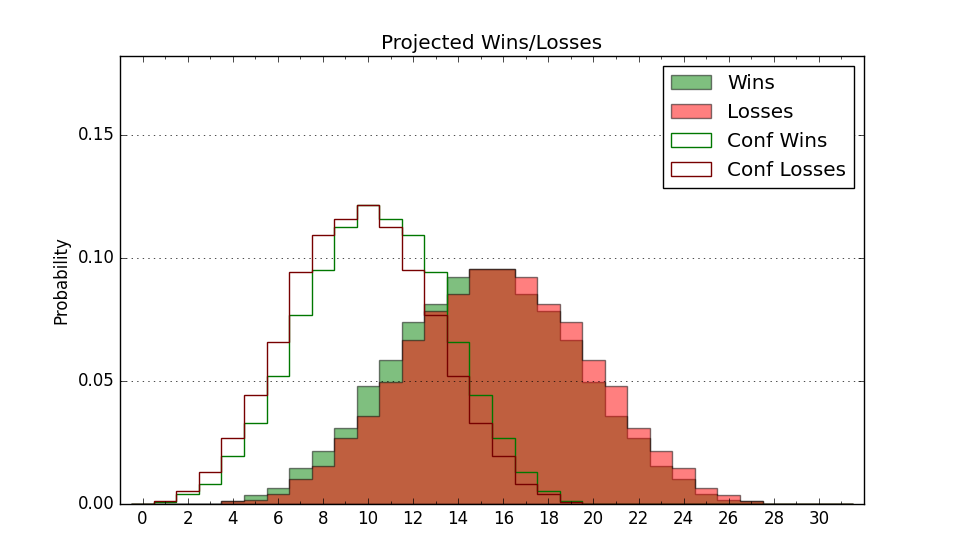 Projected Wins/Losses
Wins
Losses
Conf Wins
Conf Losses
Probability
0.15
0.10
0.05
0.00
0 2 4 6 8 10 12 14 16 18 20 22 24 26 28 30